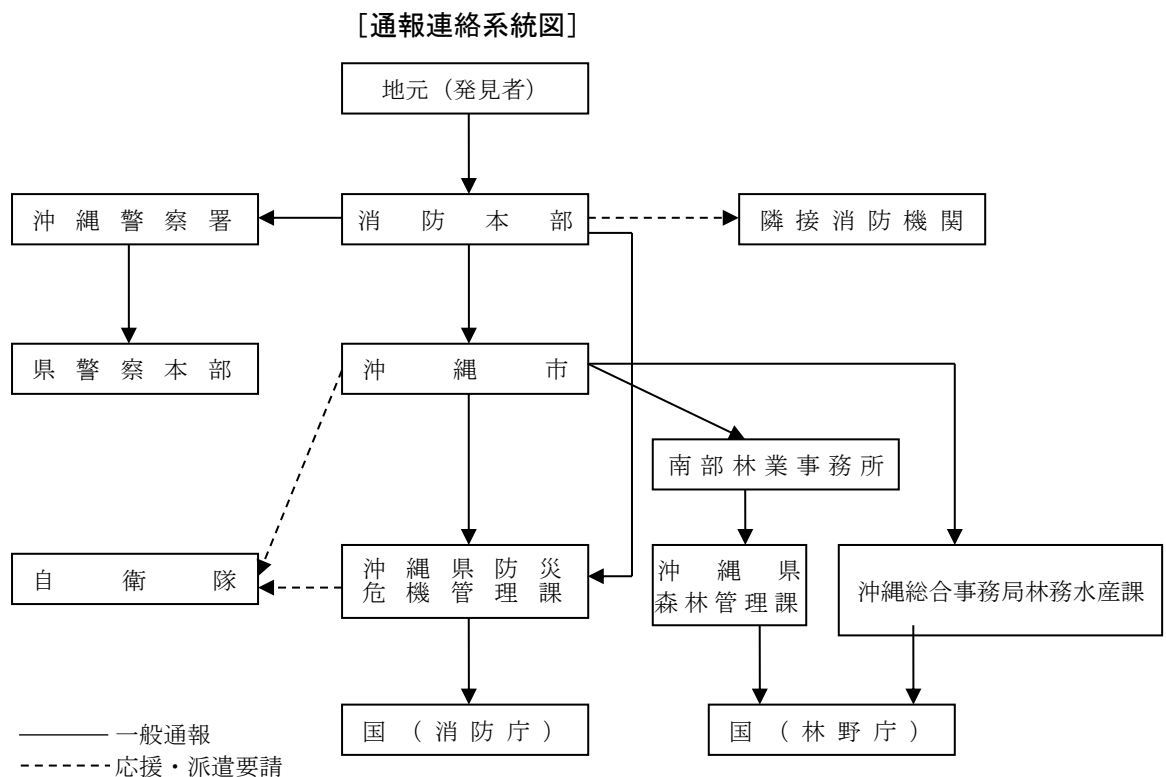 ［通報連絡系統図］
地元（発見者）
沖縄警察署
消防本部
隣接消防機関
県警察本部
沖縄市
南部林業事務所
自衛隊
沖縄県防災
危機管理課
沖縄県
森林管理課
沖縄総合事務局林務水産課
国（消防庁）
国（林野庁）
一般通報
応援・派遣要請